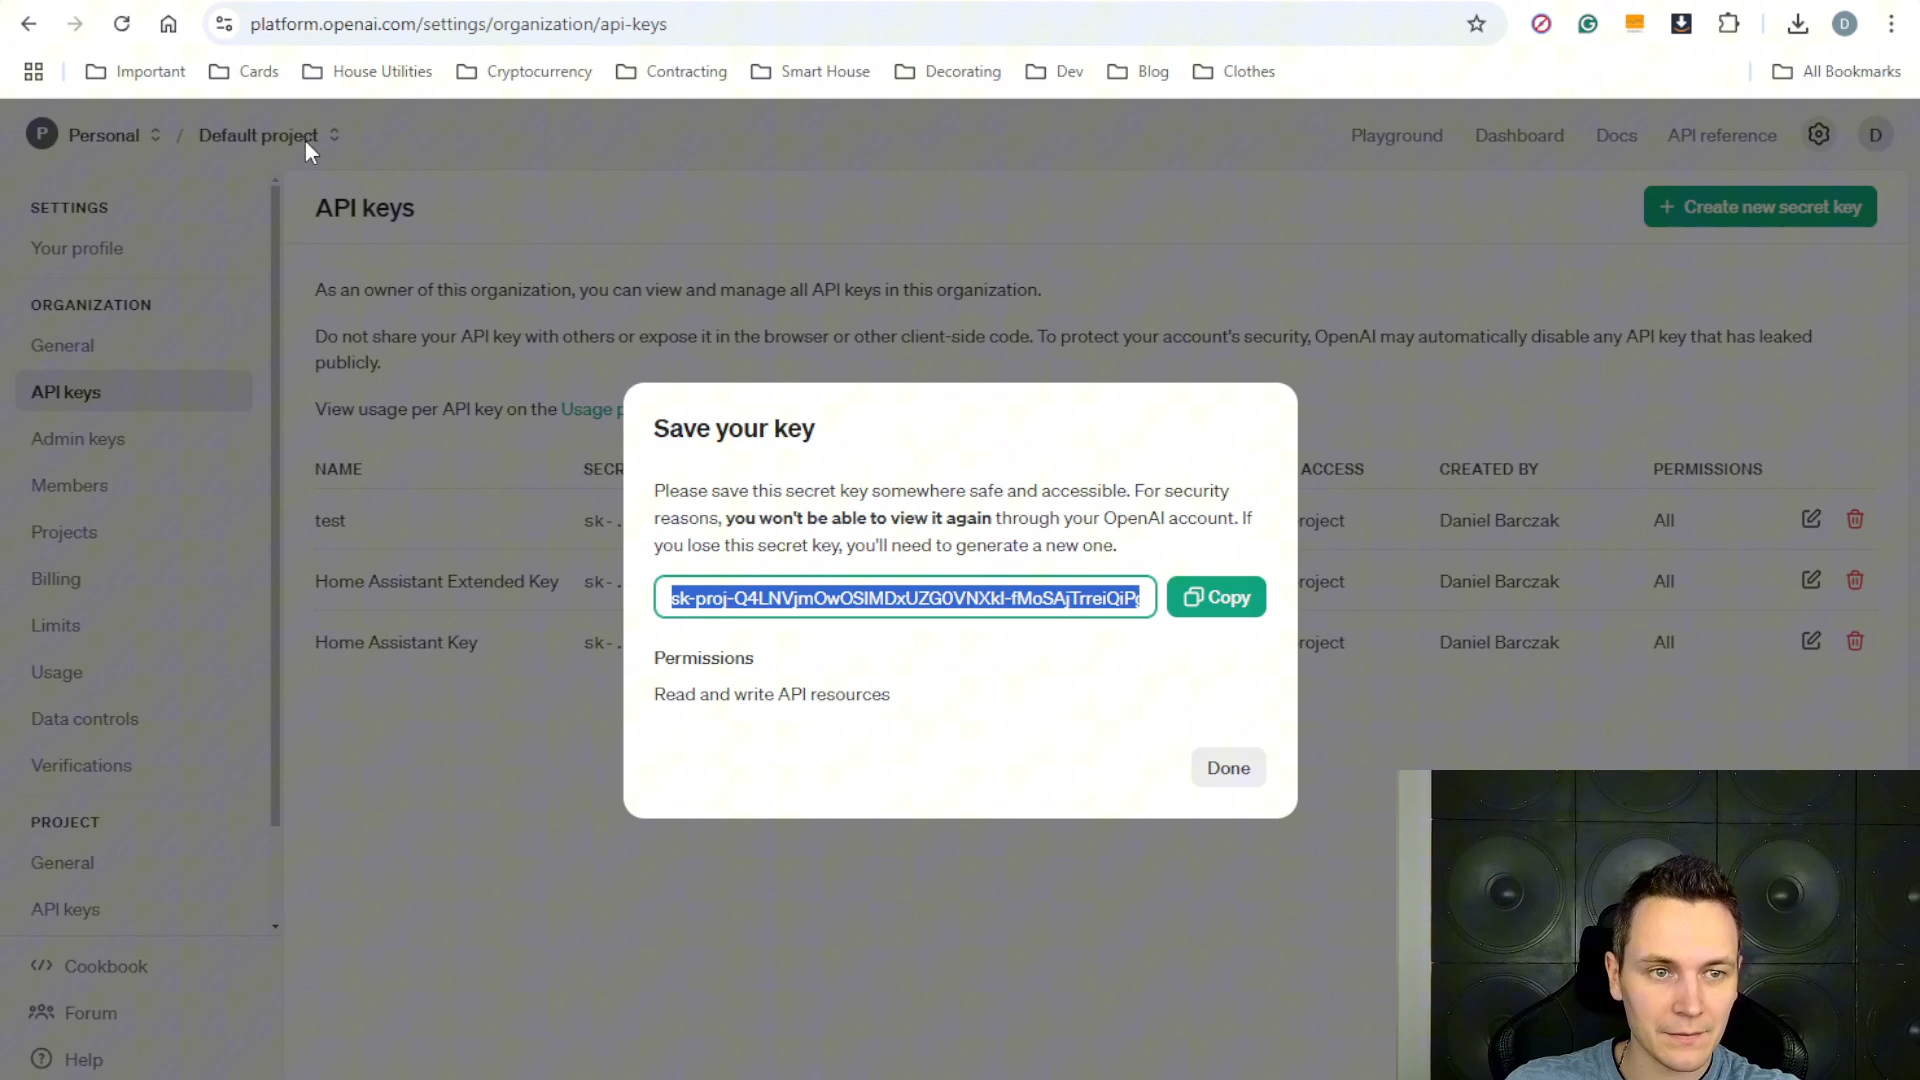 platform.openai.com/settings/organization/api-keys
D
Important Cards House Utilities Cryptocurrency Contracting Smart House Decorating Dev Blog Clothes All Bookmarks
P Personal / Default project Playground Dashboard Docs API reference D
SETTINGS
Your profile
ORGANIZATION
General
API keys
Admin keys
Members
Projects
Billing
Limits
Usage
Data controls
Verifications
PROJECT
General
API keys
Cookbook
Forum
Help
API keys
+ Create new secret key
As an owner of this organization, you can view and manage all API keys in this organization.
Do not share your API key with others or expose it in the browser or other client-side code. To protect your account's security, OpenAI may automatically disable any API key that has leaked
publicly.
View usage per API key on the Usage p
NAME SECR ACCESS CREATED BY PERMISSIONS
test sk-. roject Daniel Barczak All
Home Assistant Extended Key sk-. roject Daniel Barczak All
Home Assistant Key sk-. roject Daniel Barczak All
Save your key
Please save this secret key somewhere safe and accessible. For security
reasons, you won't be able to view it again through your OpenAI account. If
you lose this secret key, you'll need to generate a new one.
Copy
Permissions
Read and write API resources
Done